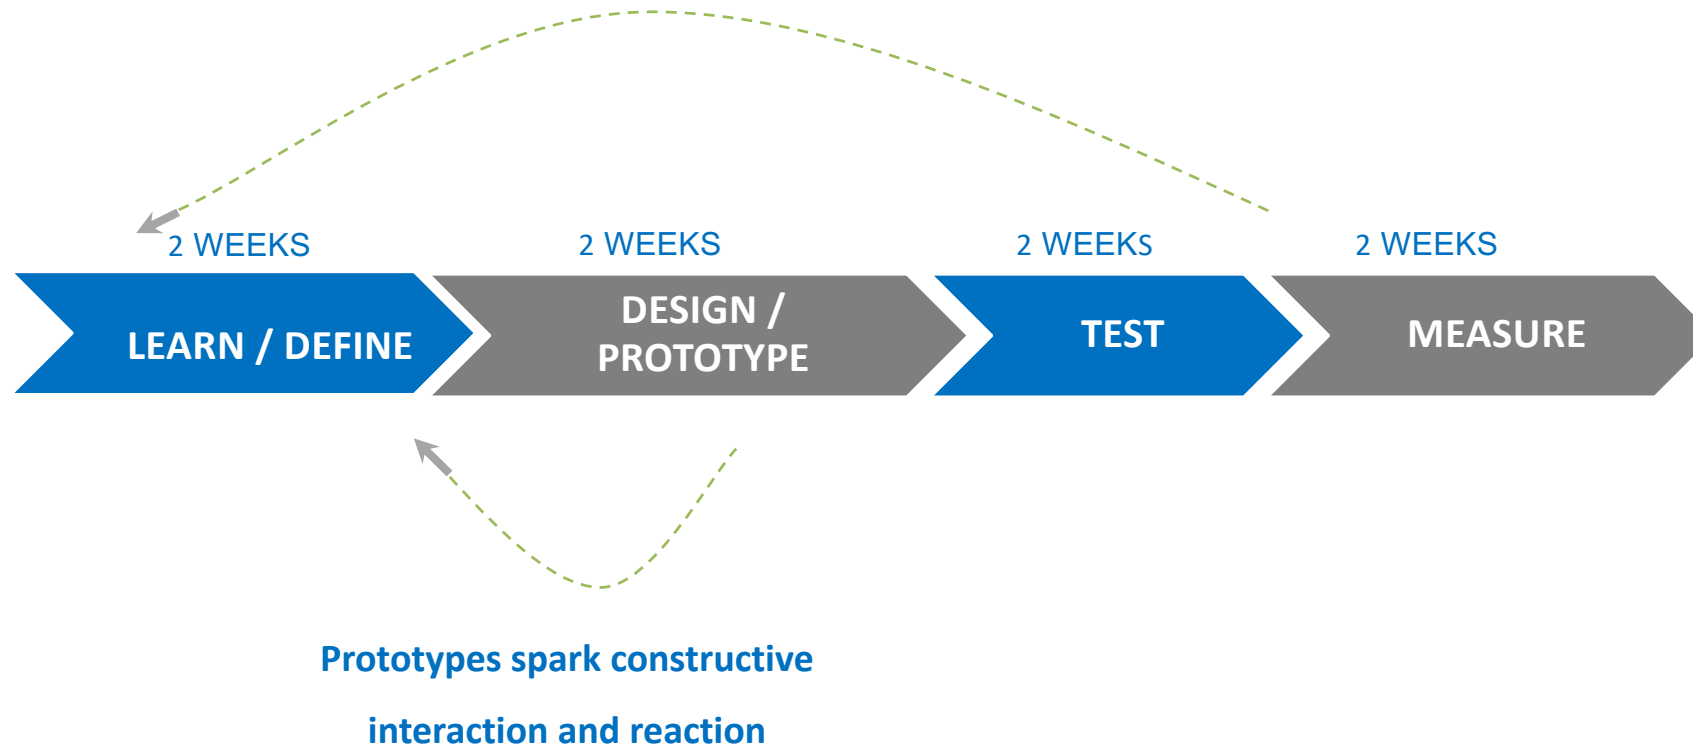 2 WEEKS
2 WEEKS
2 WEEKS
2 WEEKS
LEARN / DEFINE
DESIGN /
PROTOTYPE
TEST
MEASURE
Prototypes spark constructive
interaction and reaction